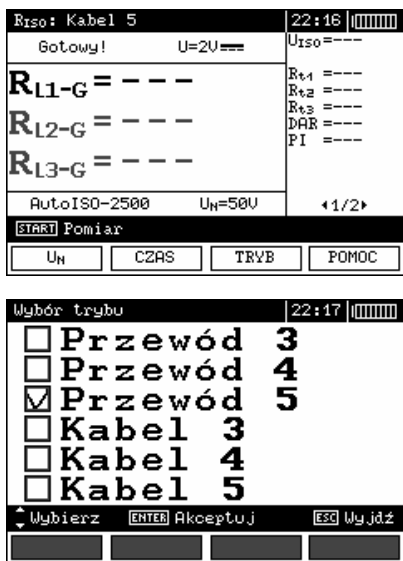 RISO: Kabel 5 22:16
Gotowy! U=2V
UISO=---
RL1-G=---
Rt1 =---
Rt2 =---
RL2-G=---
Rt3 =---
DAR =---
PI =---
RL3-G=---
AutoISO-2500 UN=50V
◂1/2▸
START Pomiar
UN CZAS TRYB POMOC
Wybór trybu 22:17
Przewód 3
Przewód 4
Przewód 5
Kabel 3
Kabel 4
Kabel 5
Wybierz ENTER Akceptuj ESC Wyjdź